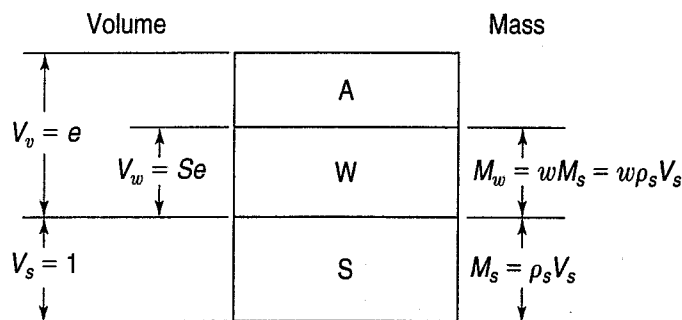 Volume Mass
A
V_v = e
V_w = Se W M_w = wM_s = wρ_sV_s
V_s = 1 S M_s = ρ_sV_s